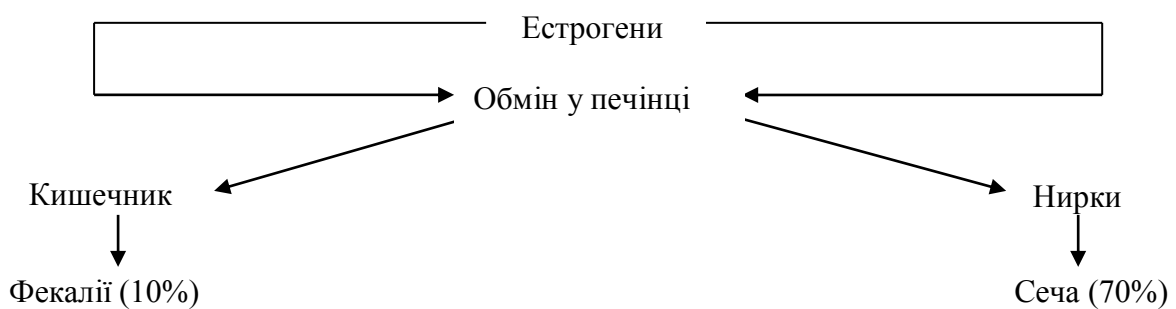 Естрогени
Обмін у печінці
Кишечник
Нирки
Фекалії (10%)
Сеча (70%)